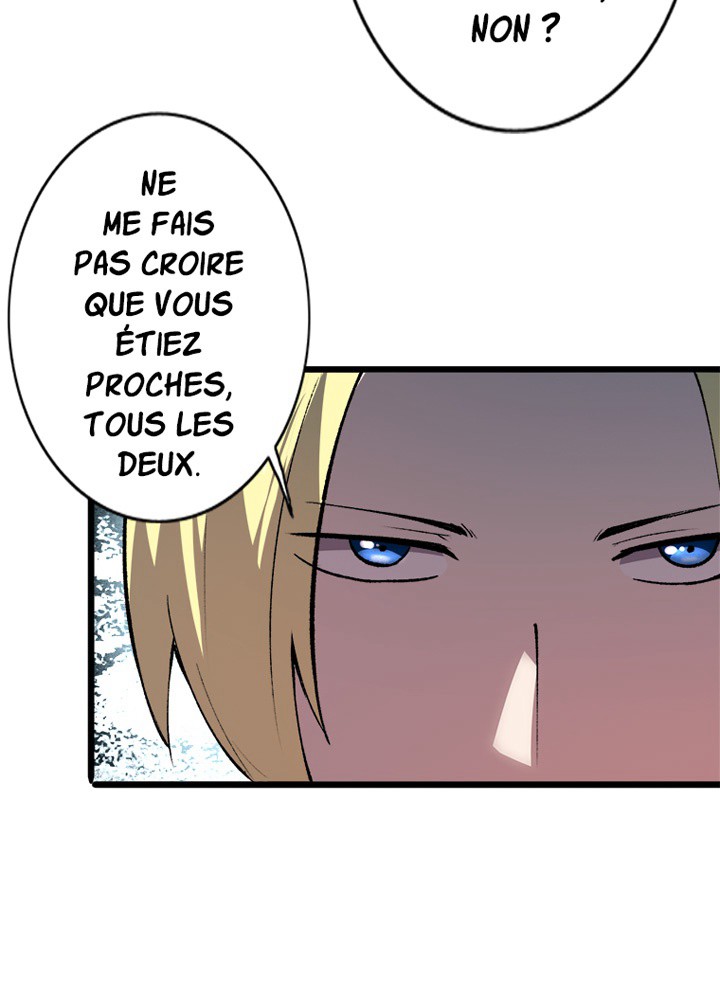 NON ?
NE
ME FAIS
PAS CROIRE
QUE VOUS
ÉTIEZ
PROCHES,
TOUS LES
DEUX.